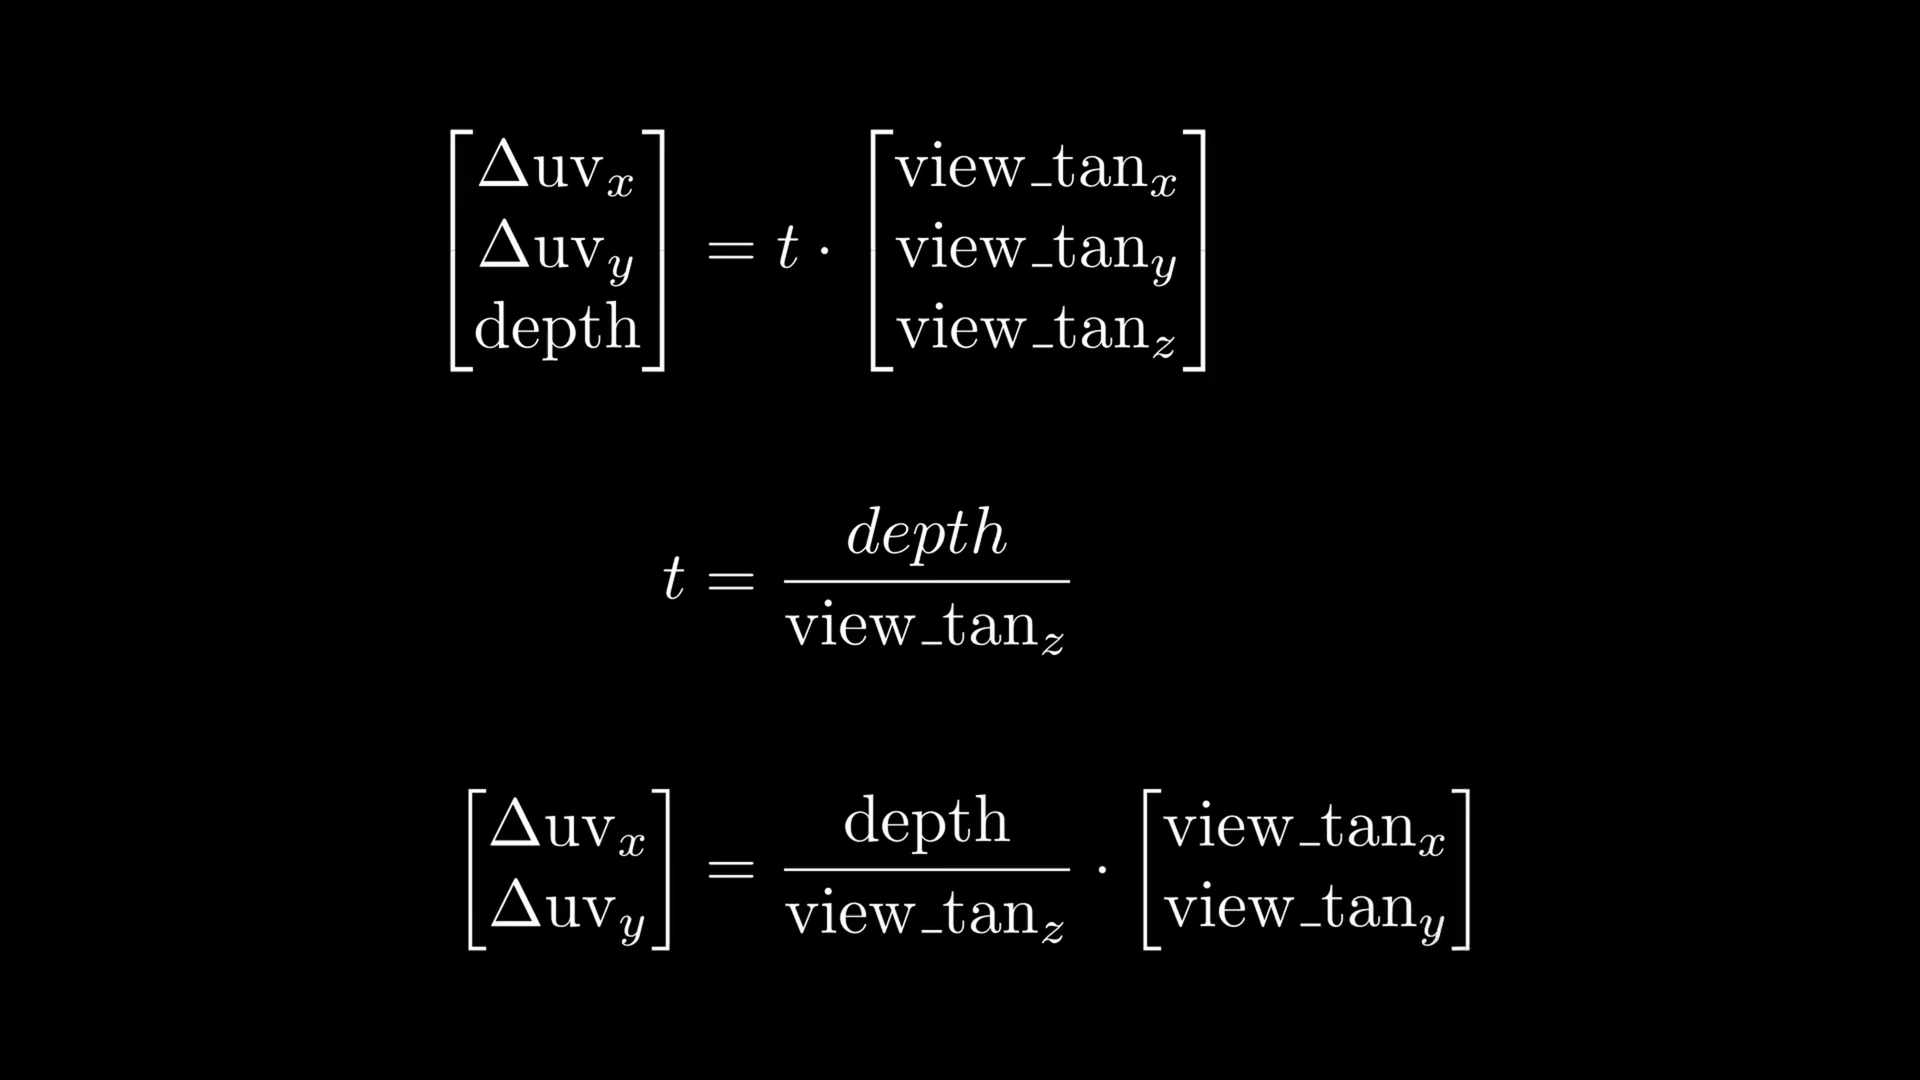 [Δuv_x Δuv_y depth] = t · [view_tan_x view_tan_y view_tan_z]
t = depth / view_tan_z
[Δuv_x Δuv_y] = depth / view_tan_z · [view_tan_x view_tan_y]